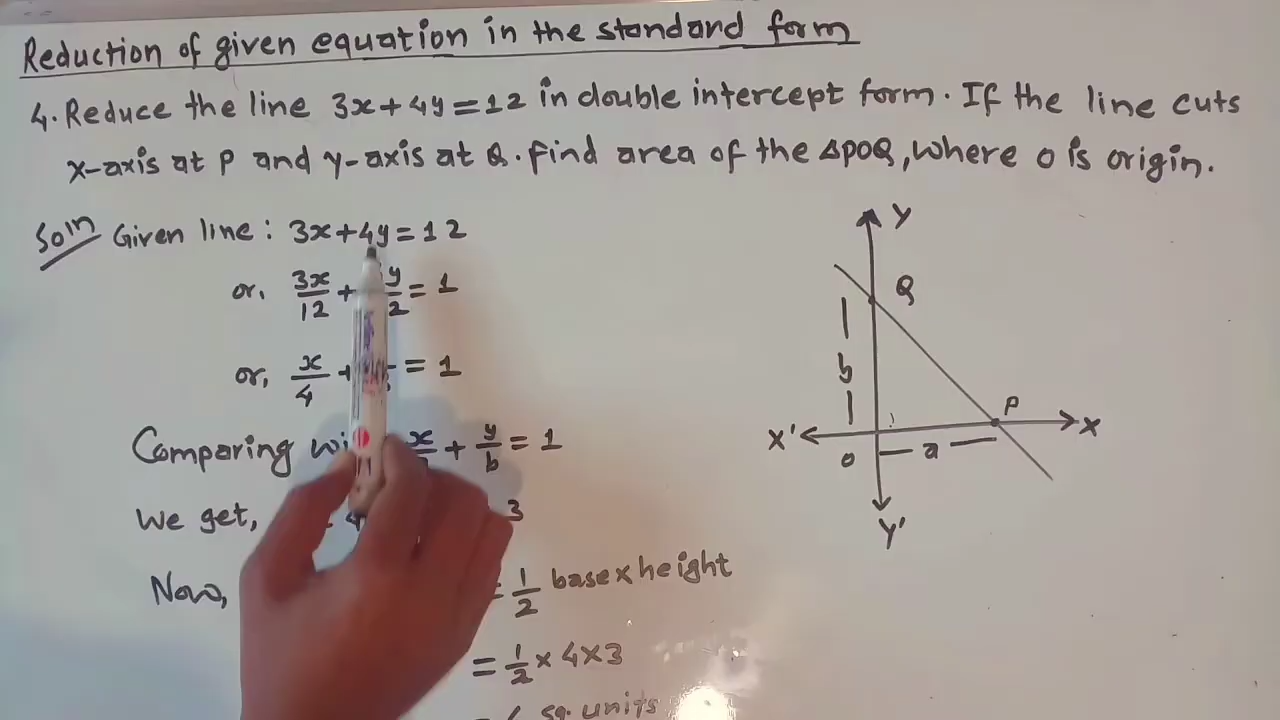 Reduction of given equation in the standard form
4. Reduce the line 3x+4y=12 in double intercept form. If the line cuts
x-axis at P and y-axis at Q. find area of the ΔPOQ, where O is origin.
Soln Given line: 3x+4y=12
or, 3x/12 + y/2 = 1
or, x/4 + = 1
Comparing x/ + y/b = 1
We get, 4 3
Now, = 1/2 base×height
= 1/2 × 4×3
sq. units
Y
Q
b
P
X' X
O a
Y'